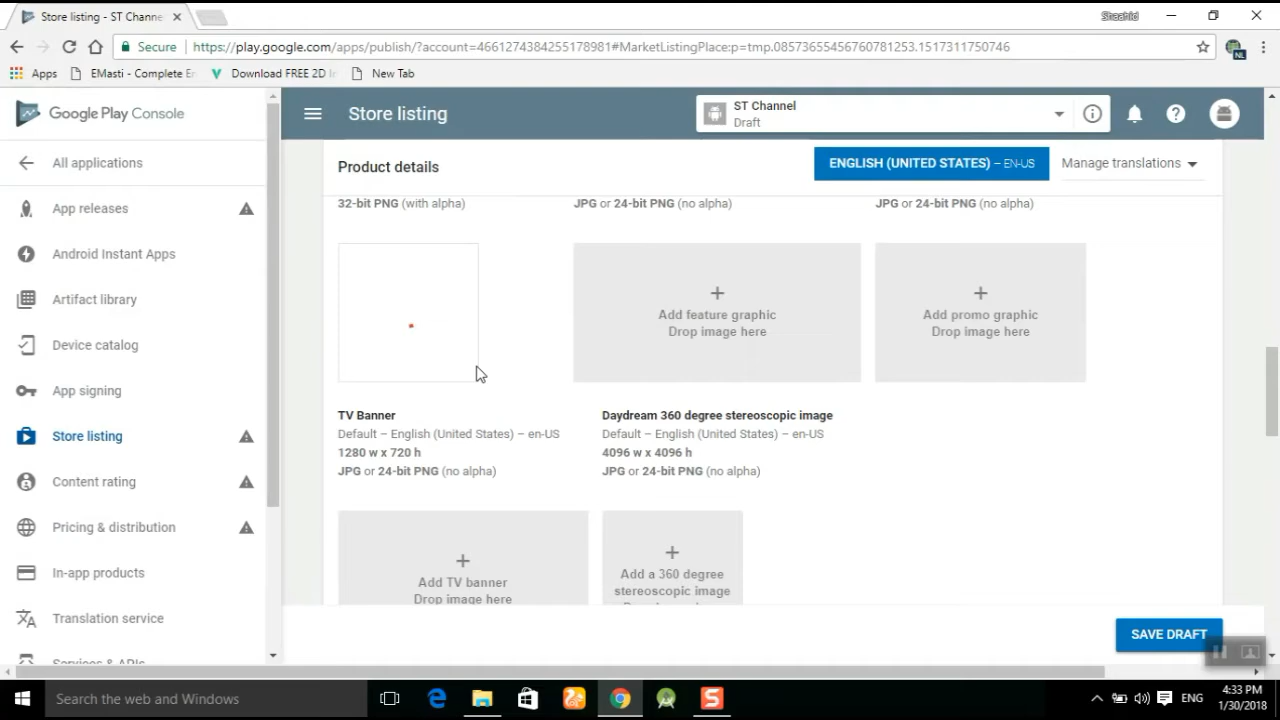 Store listing - ST Channe
Shaahid
Secure
https://play.google.com/apps/publish/?account=4661274384255178981#MarketListingPlace:p=tmp.08573655456760781253.1517311750746
Apps
EMasti - Complete En
Download FREE 2D In
New Tab
NL
Google Play Console
Store listing
ST Channel
Draft
All applications
App releases
Android Instant Apps
Artifact library
Device catalog
App signing
Store listing
Content rating
Pricing & distribution
In-app products
Translation service
Services & APIs
Product details
ENGLISH (UNITED STATES) – EN-US
Manage translations
32-bit PNG (with alpha)
JPG or 24-bit PNG (no alpha)
JPG or 24-bit PNG (no alpha)
Add feature graphic
Drop image here
Add promo graphic
Drop image here
TV Banner
Default – English (United States) – en-US
1280 w x 720 h
JPG or 24-bit PNG (no alpha)
Daydream 360 degree stereoscopic image
Default – English (United States) – en-US
4096 w x 4096 h
JPG or 24-bit PNG (no alpha)
Add TV banner
Drop image here
Add a 360 degree
stereoscopic image
SAVE DRAFT
Search the web and Windows
ENG
4:33 PM
1/30/2018